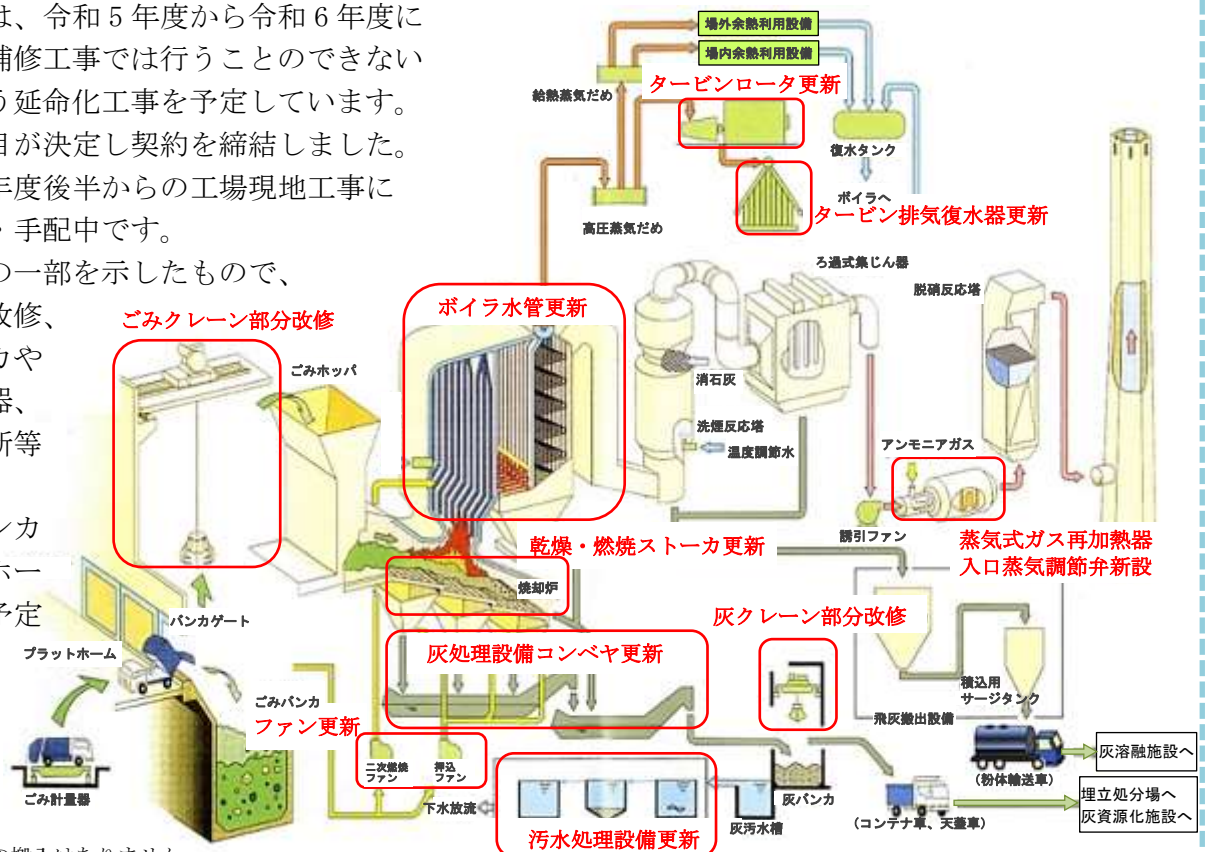 は、令和5年度から令和6年度に
補修工事では行うことのできない
う延命化工事を予定しています。
目が決定し契約を締結しました。
年度後半からの工場現地工事に
・手配中です。
の一部を示したもので、
改修、
カや
器、
新等
ンカ
ホー
予定
場外余熱利用設備
場内余熱利用設備
タービンロータ更新
給熱蒸気だめ
復水タンク
ボイラへ
タービン排気復水器更新
高圧蒸気だめ
ろ過式集じん器
脱硝反応塔
ボイラ水管更新
ごみクレーン部分改修
ごみホッパ
消石灰
洗煙反応塔
温度調節水
アンモニアガス
誘引ファン
蒸気式ガス再加熱器
入口蒸気調節弁新設
乾燥・燃焼ストーカ更新
焼却炉
バンカゲート
プラットホーム
灰クレーン部分改修
灰処理設備コンベヤ更新
ごみバンカ
ファン更新
積込用
サージタンク
飛灰搬出設備
二次燃焼
ファン
押込
ファン
ごみ計量器
下水放流
汚水処理設備更新
灰汚水槽
灰バンカ
(粉体輸送車)
灰溶融施設へ
(コンテナ車、天蓋車)
埋立処分場へ
灰資源化施設へ